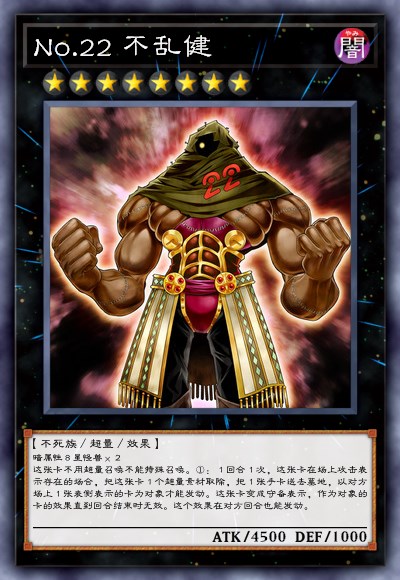 No.22 不乱健
やみ
闇
22
【不死族／超量／效果】
暗属性８星怪兽×２
这张卡不用超量召唤不能特殊召唤。①：１回合１次，这张卡在场上攻击表
示存在的场合，把这张卡１个超量素材取除，把１张手卡送去墓地，以对方
场上１张表侧表示的卡为对象才能发动。这张卡变成守备表示，作为对象的
卡的效果直到回合结束时无效。这个效果在对方回合也能发动。
ATK/4500 DEF/1000